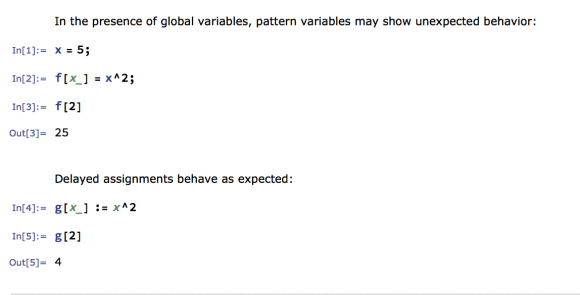 In the presence of global variables, pattern variables may show unexpected behavior:
In[1]:= x = 5;
In[2]:= f[x_] = x^2;
In[3]:= f[2]
Out[3]= 25
Delayed assignments behave as expected:
In[4]:= g[x_] := x^2
In[5]:= g[2]
Out[5]= 4